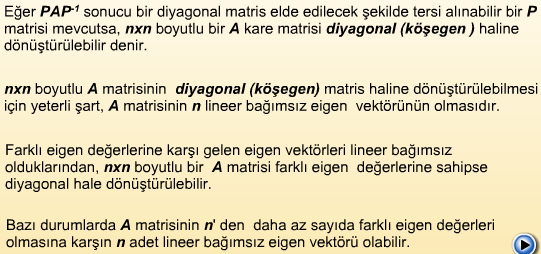 Eğer PAP-1 sonucu bir diyagonal matris elde edilecek şekilde tersi alınabilir bir P
matrisi mevcutsa, nxn boyutlu bir A kare matrisi diyagonal (köşegen ) haline
dönüştürülebilir denir.
nxn boyutlu A matrisinin diyagonal (köşegen) matris haline dönüştürülebilmesi
için yeterli şart, A matrisinin n lineer bağımsız eigen vektörünün olmasıdır.
Farklı eigen değerlerine karşı gelen eigen vektörleri lineer bağımsız
olduklarından, nxn boyutlu bir A matrisi farklı eigen değerlerine sahipse
diyagonal hale dönüştürülebilir.
Bazı durumlarda A matrisinin n' den daha az sayıda farklı eigen değerleri
olmasına karşın n adet lineer bağımsız eigen vektörü olabilir.